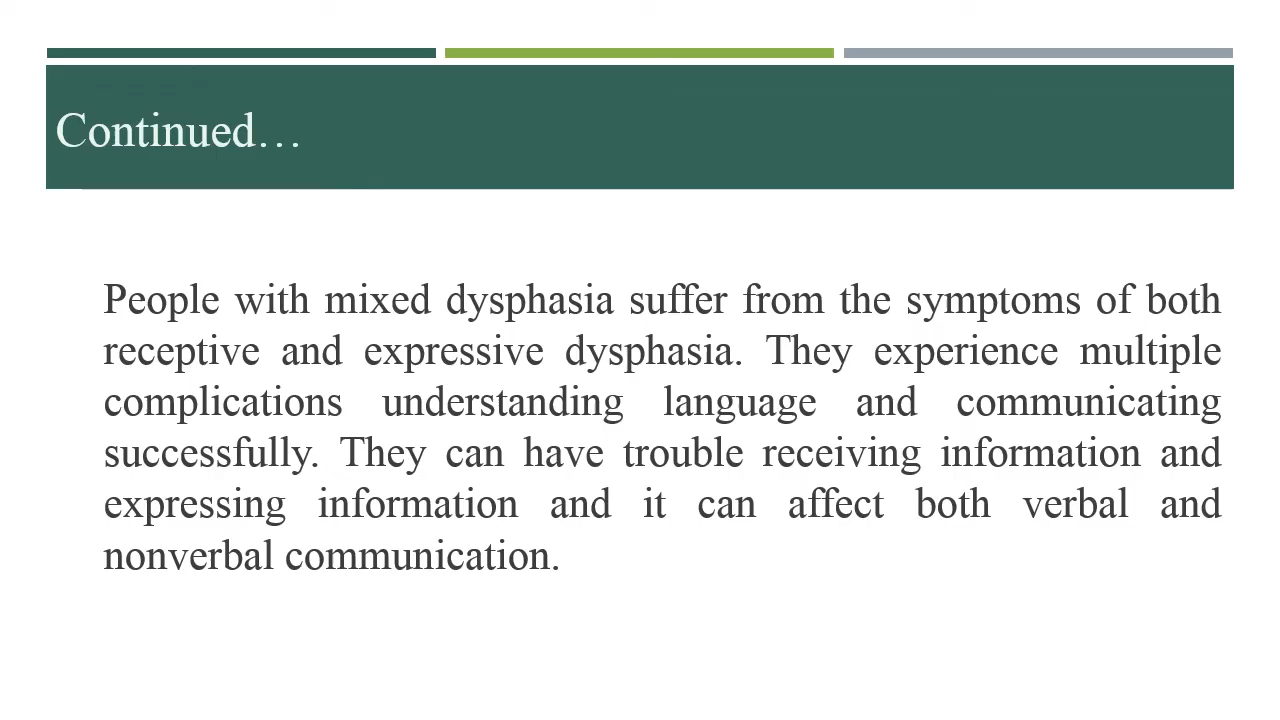 Continued…
People with mixed dysphasia suffer from the symptoms of both
receptive and expressive dysphasia. They experience multiple
complications understanding language and communicating
successfully. They can have trouble receiving information and
expressing information and it can affect both verbal and
nonverbal communication.